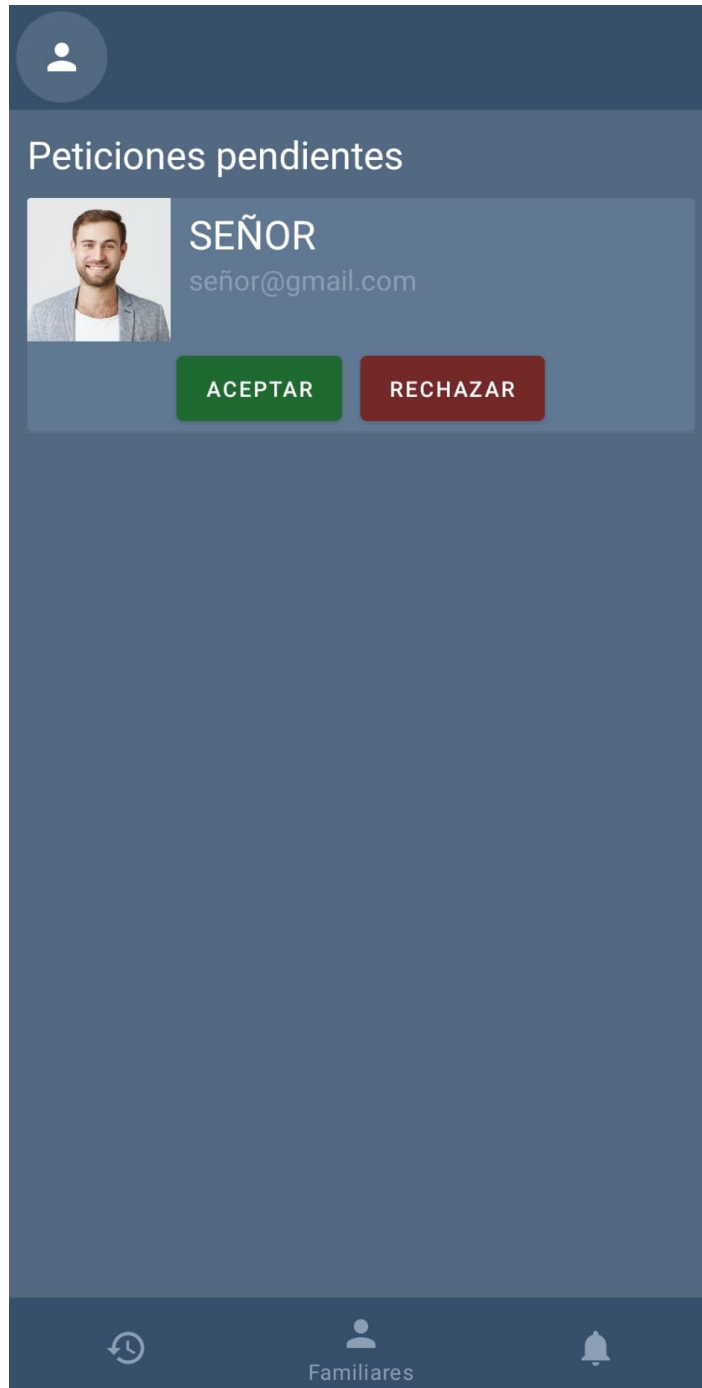 Peticiones pendientes
SEÑOR
señor@gmail.com
ACEPTAR RECHAZAR
Familiares